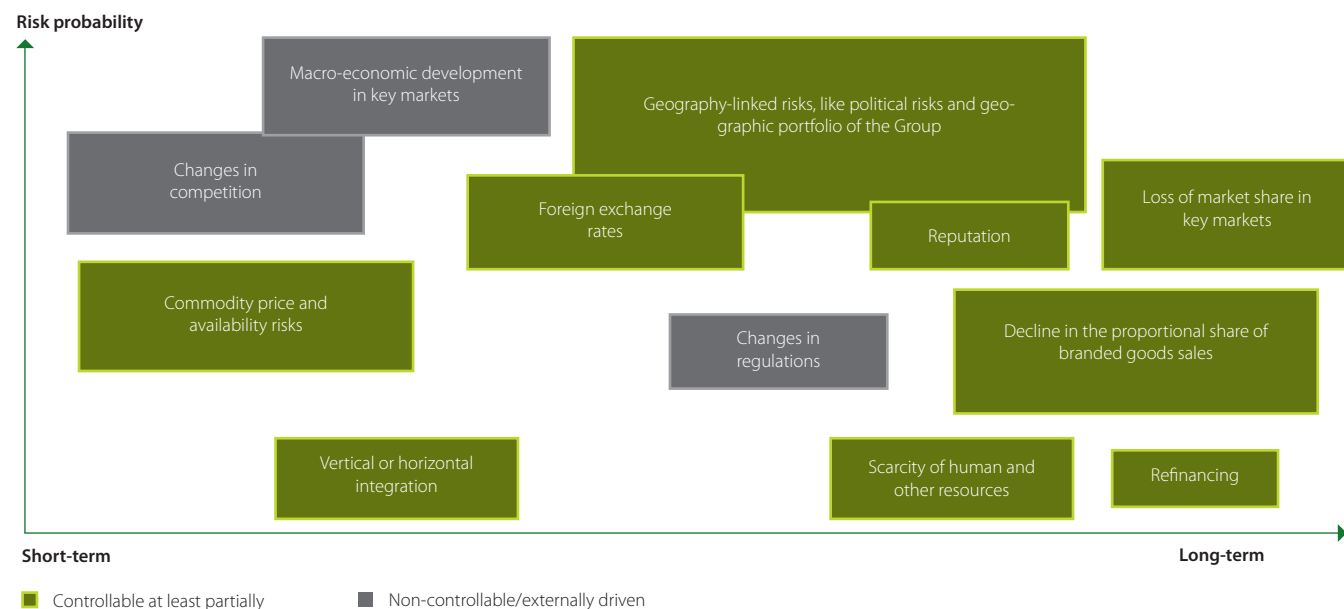 Risk probability
Macro-economic development
in key markets
Geography-linked risks, like political risks and geo-
graphic portfolio of the Group
Changes in
competition
Foreign exchange
rates
Reputation
Loss of market share in
key markets
Commodity price and
availability risks
Changes in
regulations
Decline in the proportional share of
branded goods sales
Vertical or horizontal
integration
Scarcity of human and
other resources
Refinancing
Short-term
Long-term
Controllable at least partially
Non-controllable/externally driven